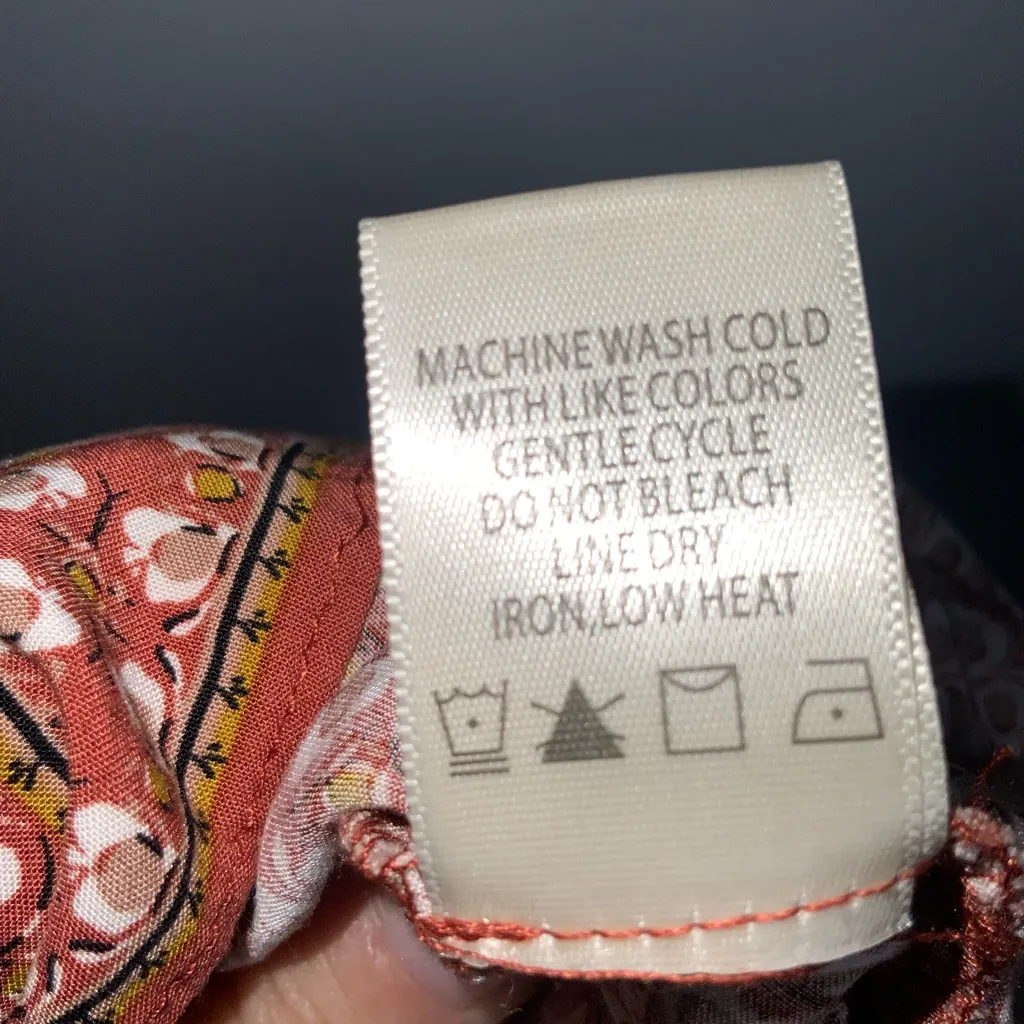 MACHINE WASH COLD
WITH LIKE COLORS
GENTLE CYCLE
DO NOT BLEACH
LINE DRY
IRON,LOW HEAT